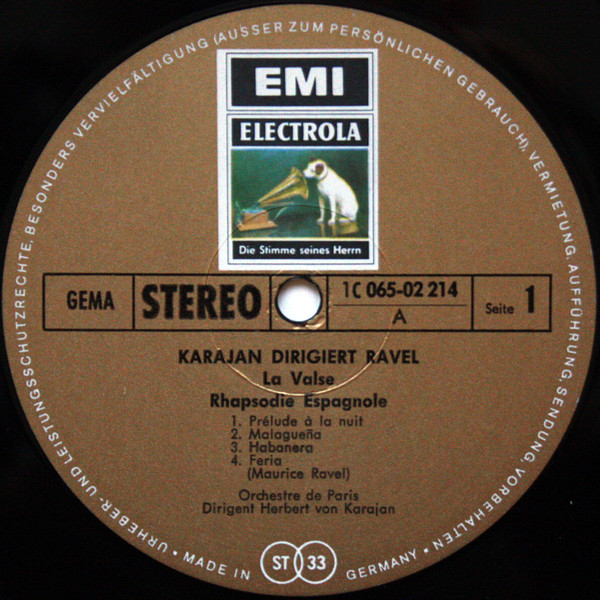 EMI
ELECTROLA
Die Stimme seines Herrn
GEMA
STEREO
1C 065-02 214
A
Seite 1
KARAJAN DIRIGIERT RAVEL
La Valse
Rhapsodie Espagnole
1. Prélude à la nuit
2. Malagueña
3. Habanera
4. Feria
(Maurice Ravel)
Orchestre de Paris
Dirigent Herbert von Karajan
URHEBER- UND LEISTUNGSSCHUTZRECHTE, BESONDERS VERVIELFÄLTIGUNG (AUSSER ZUM PERSÖNLICHEN GEBRAUCH), VERMIETUNG, AUFFÜHRUNG, SENDUNG VORBEHALTEN •
• MADE IN GERMANY
ST 33